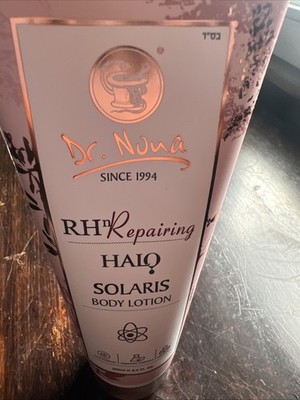 בס"ד
®
Dr. Nona
SINCE 1994
RHⁿ Repairing
HALO
SOLARIS
BODY LOTION